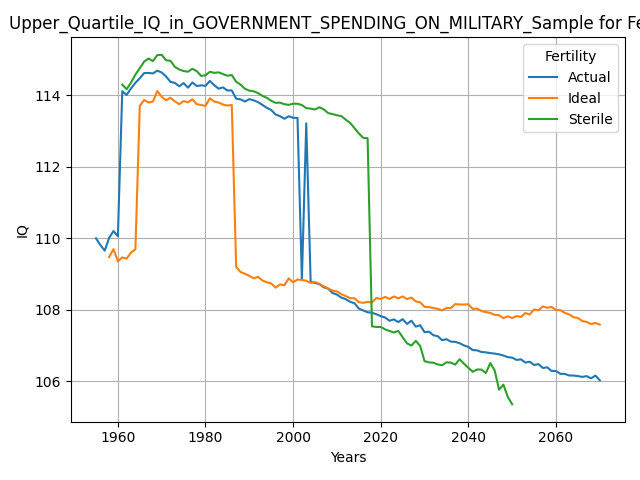 Upper_Quartile_IQ_in_GOVERNMENT_SPENDING_ON_MILITARY_Sample for Fe
Fertility
Actual
Ideal
Sterile
IQ
114
112
110
108
106
1960 1980 2000 2020 2040 2060
Years